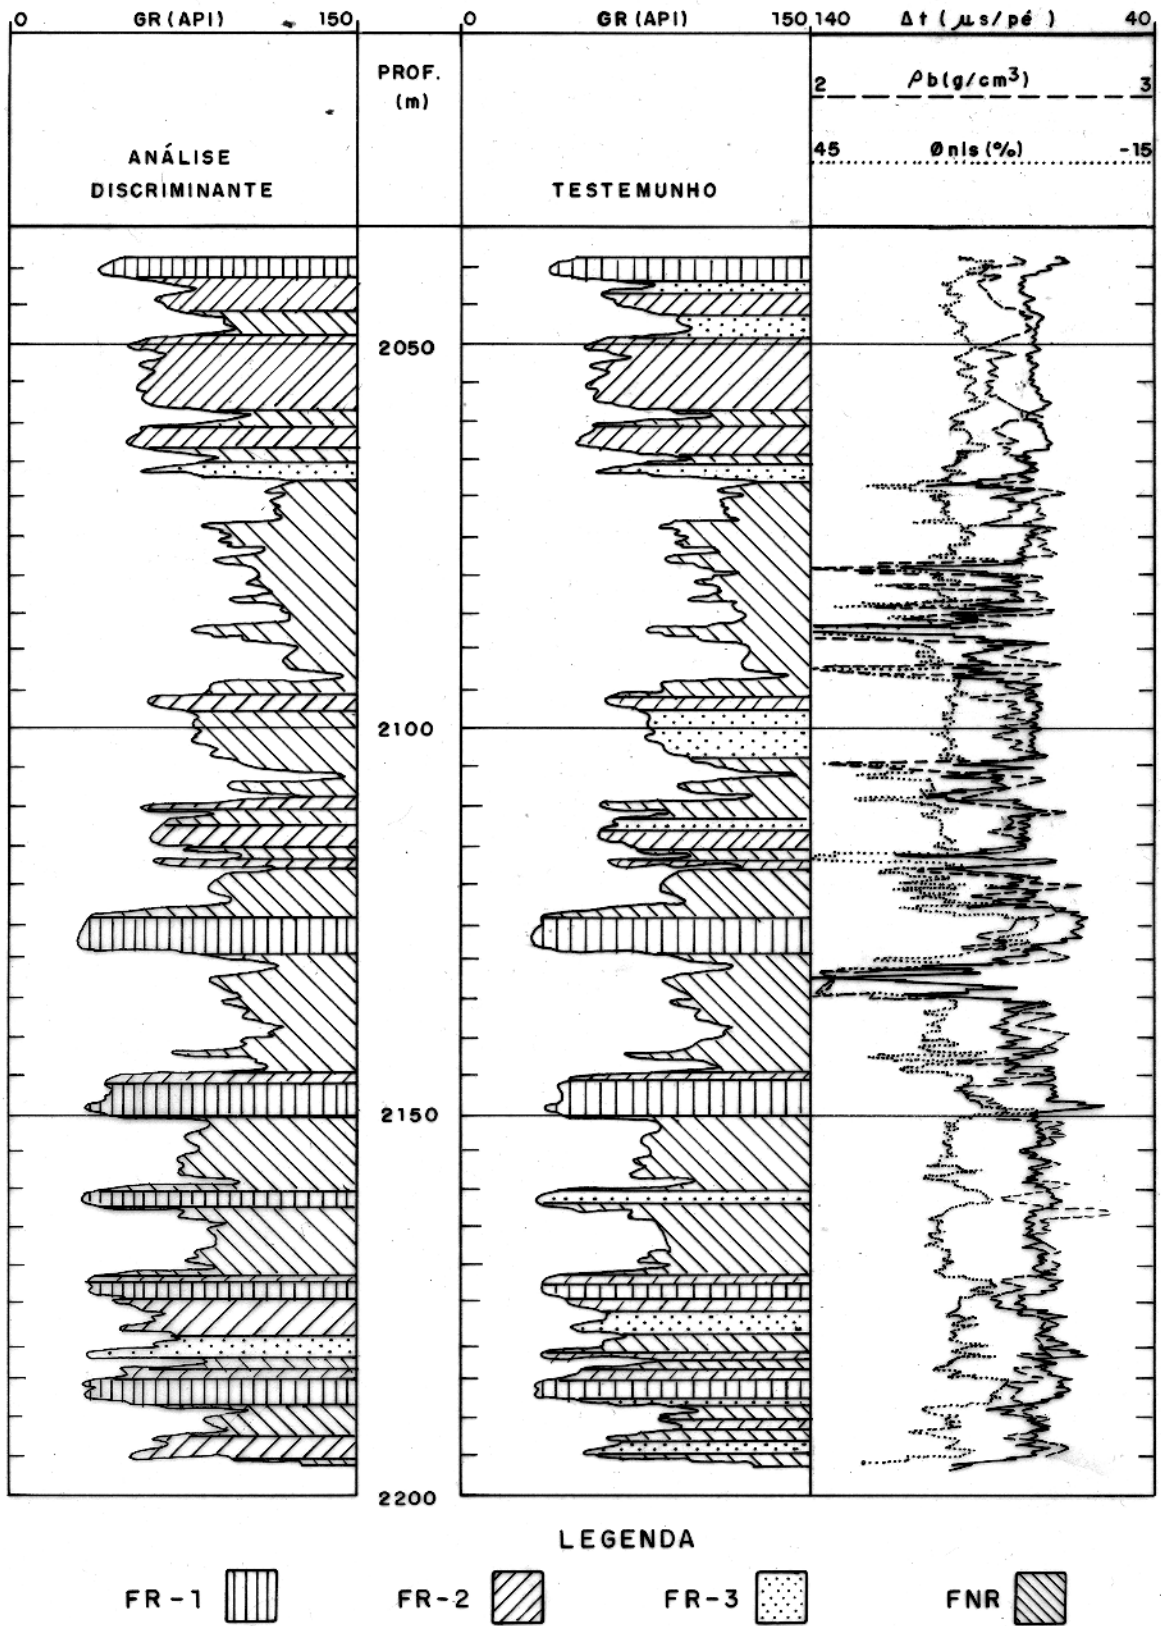 0 GR (API) 150 0 GR (API) 150 140 Δt (μs/pé) 40
PROF.
(m)
2 ρb(g/cm3) 3
ANÁLISE
DISCRIMINANTE
TESTEMUNHO
45 Ønls (%) -15
2050
2100
2150
2200
LEGENDA
FR-1 FR-2 FR-3 FNR